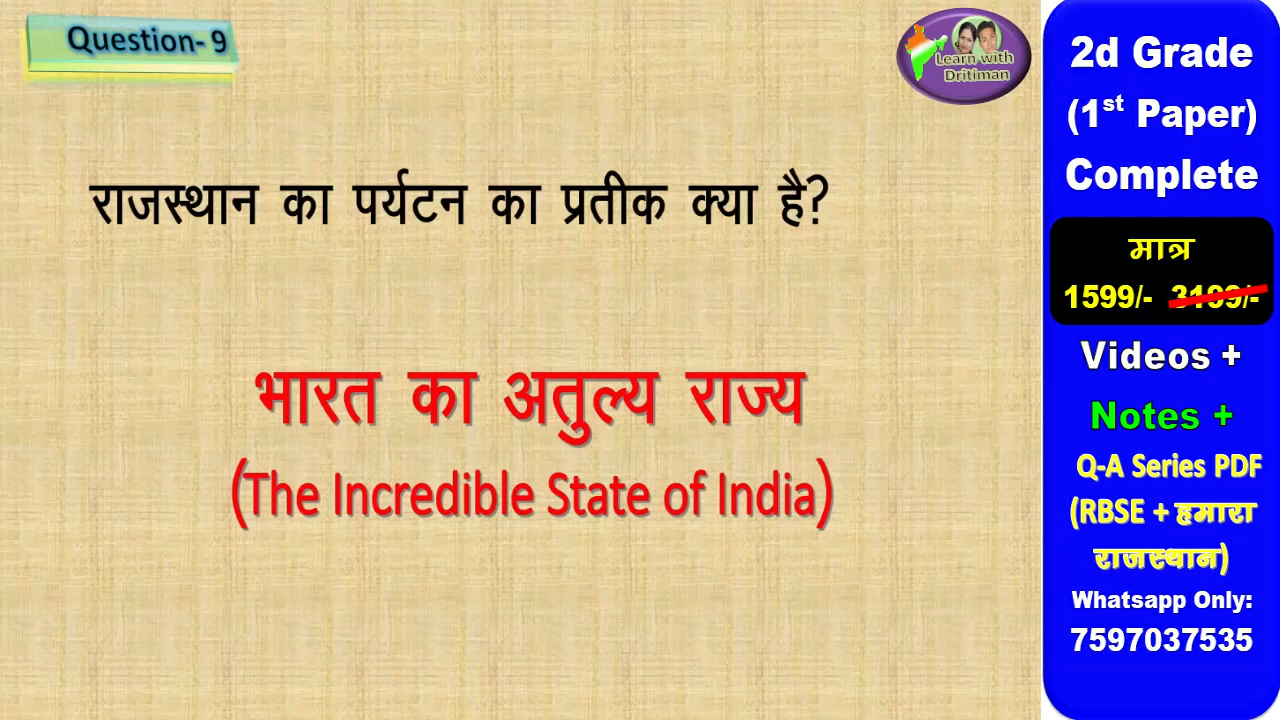 Question- 9
Learn with
Dritiman
राजस्थान का पर्यटन का प्रतीक क्या है?
भारत का अतुल्य राज्य
(The Incredible State of India)
2d Grade
(1st Paper)
Complete
मात्र
1599/- 3199/-
Videos +
Notes +
Q-A Series PDF
(RBSE + हमारा
राजस्थान)
Whatsapp Only:
7597037535